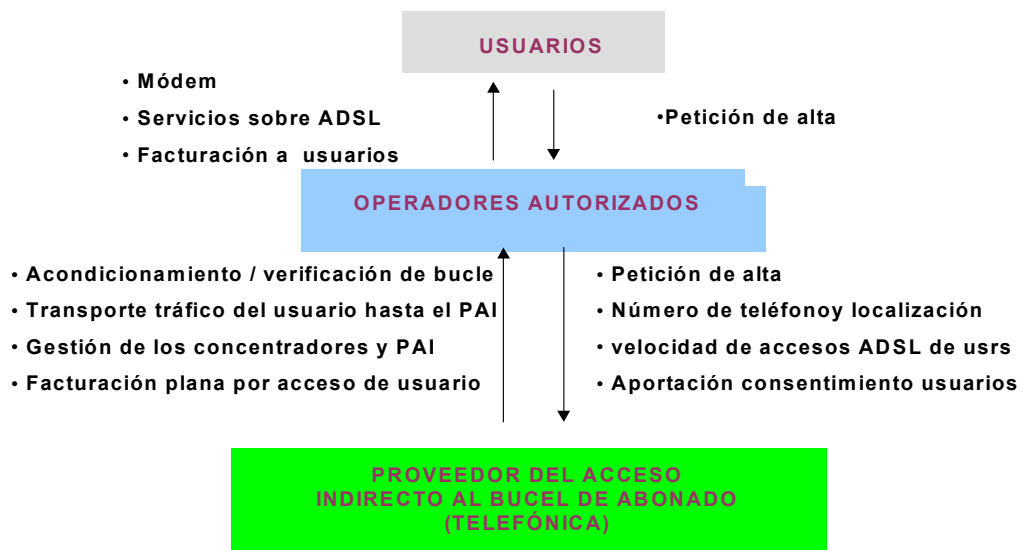 USUARIOS
• Módem
• Servicios sobre ADSL
• Facturación a usuarios
•Petición de alta
OPERADORES AUTORIZADOS
• Acondicionamiento / verificación de bucle
• Transporte tráfico del usuario hasta el PAI
• Gestión de los concentradores y PAI
• Facturación plana por acceso de usuario
• Petición de alta
• Número de teléfonoy localización
• velocidad de accesos ADSL de usrs
• Aportación consentimiento usuarios
PROVEEDOR DEL ACCESO
INDIRECTO AL BUCEL DE ABONADO
(TELEFÓNICA)